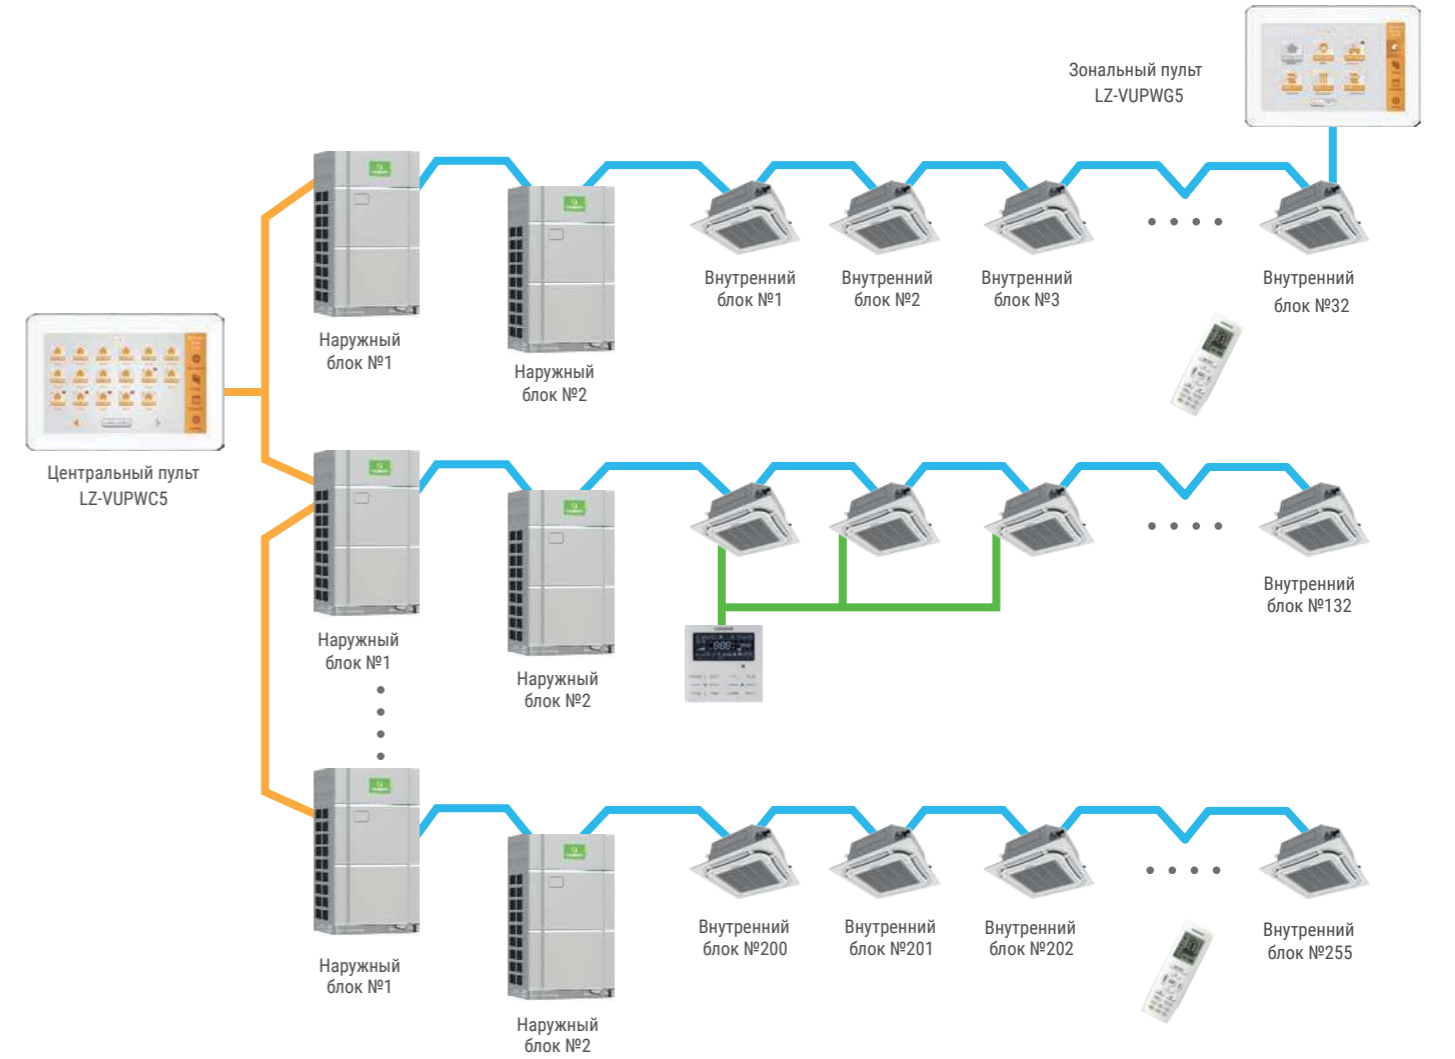 Зональный пульт
LZ-VUPWG5
Внутренний
блок №1
Внутренний
блок №2
Внутренний
блок №3
Внутренний
блок №32
Наружный
блок №1
Наружный
блок №2
Центральный пульт
LZ-VUPWC5
Внутренний
блок №132
Наружный
блок №1
Наружный
блок №2
Внутренний
блок №200
Внутренний
блок №201
Внутренний
блок №202
Внутренний
блок №255
Наружный
блок №1
Наружный
блок №2